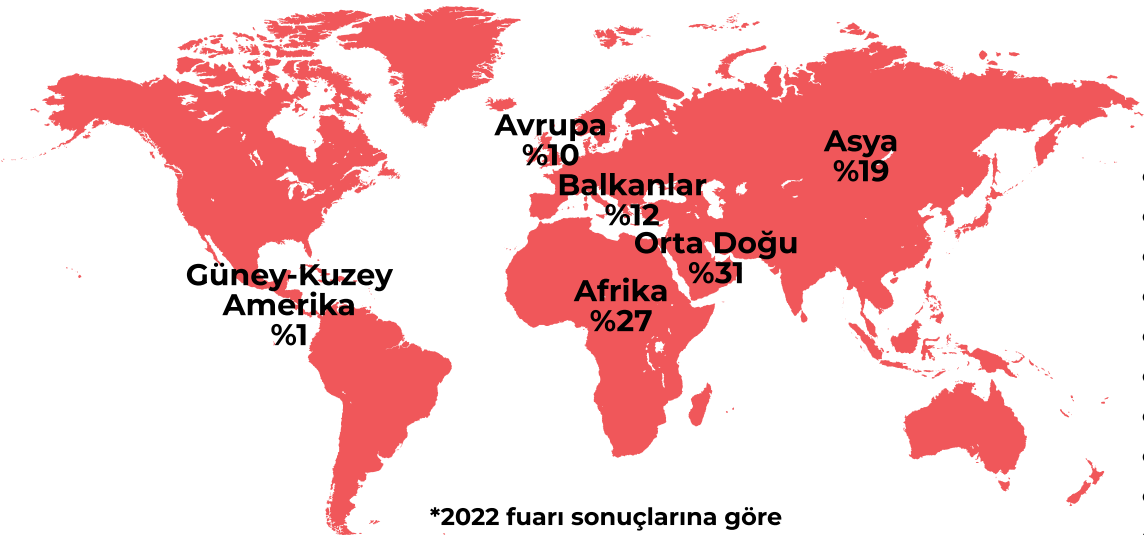 Avrupa
%10
Asya
%19
Balkanlar
%12
Orta Doğu
%31
Güney-Kuzey
Amerika
%1
Afrika
%27
*2022 fuarı sonuçlarına göre